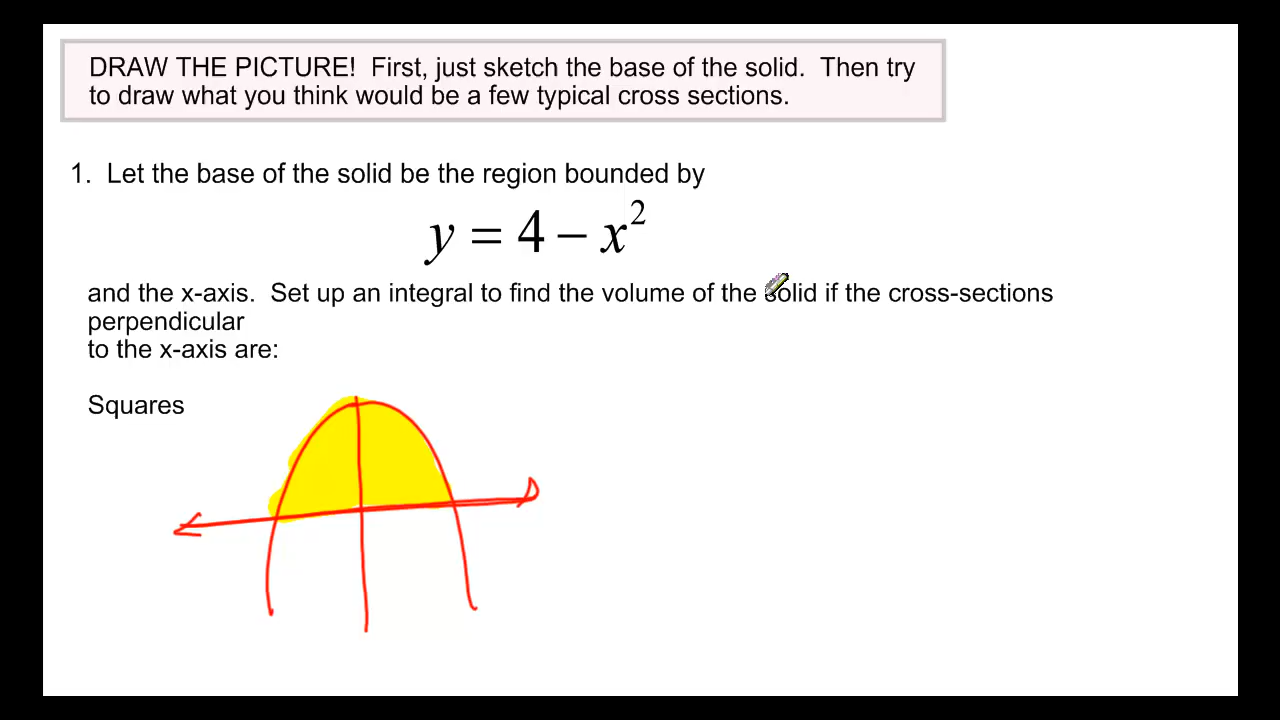 DRAW THE PICTURE!  First, just sketch the base of the solid.  Then try
to draw what you think would be a few typical cross sections.
1.  Let the base of the solid be the region bounded by
y = 4 − x²
and the x-axis.  Set up an integral to find the volume of the solid if the cross-sections
perpendicular
to the x-axis are:
Squares